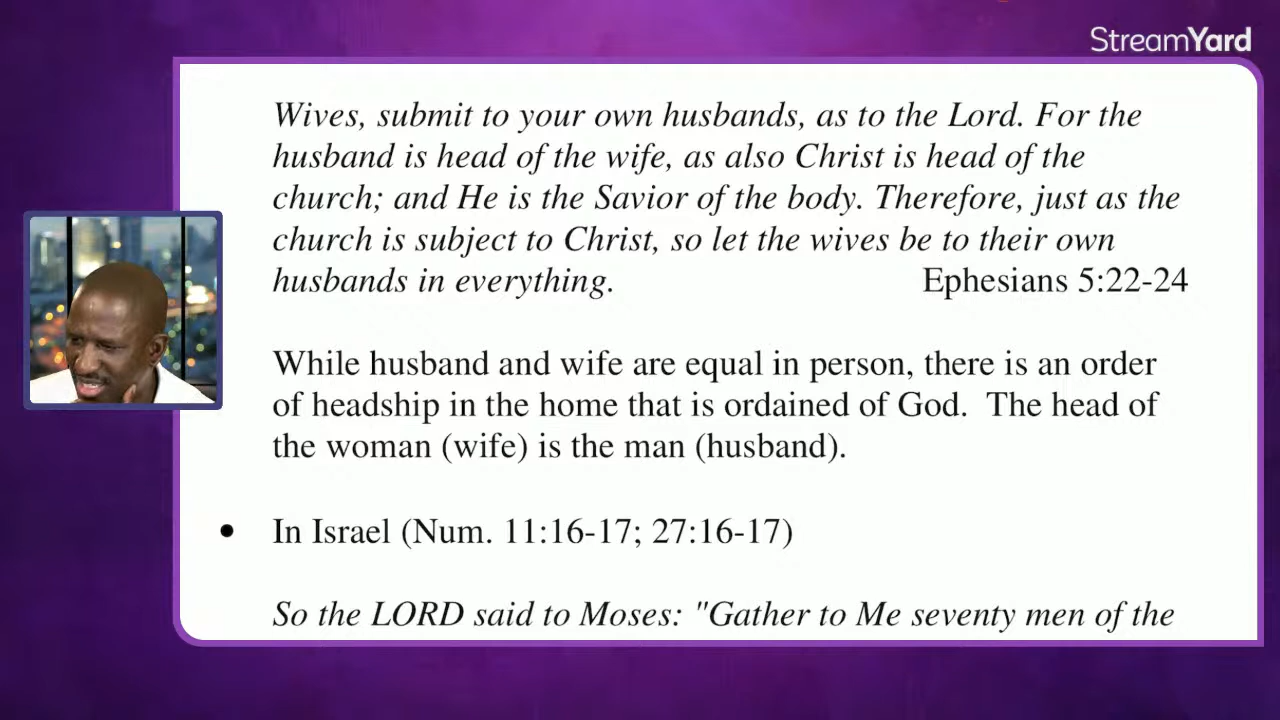 StreamYard
Wives, submit to your own husbands, as to the Lord. For the
husband is head of the wife, as also Christ is head of the
church; and He is the Savior of the body. Therefore, just as the
church is subject to Christ, so let the wives be to their own
husbands in everything. Ephesians 5:22-24
While husband and wife are equal in person, there is an order
of headship in the home that is ordained of God. The head of
the woman (wife) is the man (husband).
• In Israel (Num. 11:16-17; 27:16-17)
So the LORD said to Moses: "Gather to Me seventy men of the